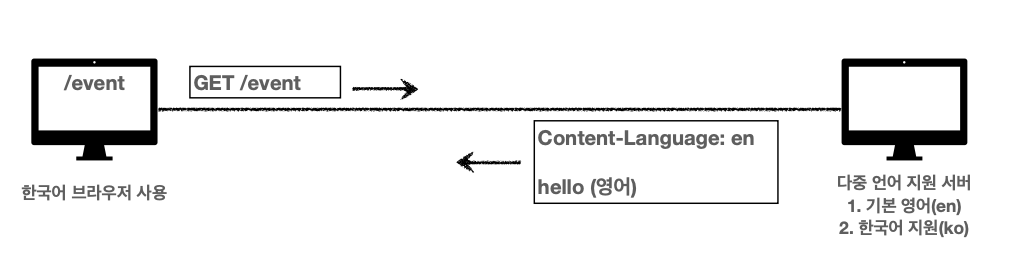 /event
GET /event
Content-Language: en
hello (영어)
한국어 브라우저 사용
다중 언어 지원 서버
1. 기본 영어(en)
2. 한국어 지원(ko)